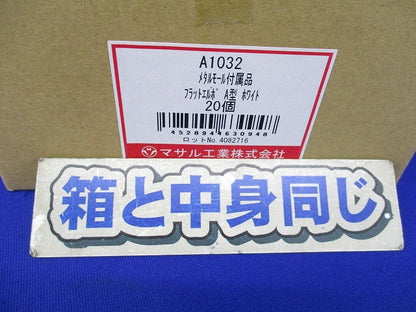 A1032
ﾒﾀﾙﾓｰﾙ付属品
ﾌﾗｯﾄｴﾙﾎﾞ A型 ﾎﾜｲﾄ
20個
4528944630948
ロットNo.4082716
マサル工業株式会社
箱と中身同じ